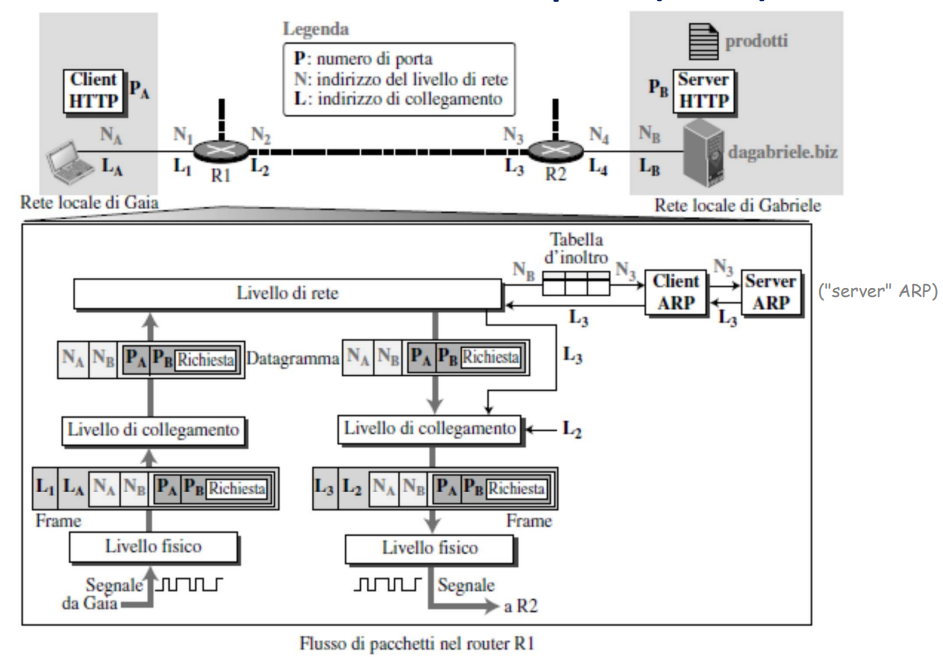 Legenda
P: numero di porta
N: indirizzo del livello di rete
L: indirizzo di collegamento
prodotti
Client
HTTP
P_A
P_B
Server
HTTP
N_A
N_1
N_2
N_3
N_4
N_B
dagabriele.biz
L_A
L_1
R1
L_2
L_3
R2
L_4
L_B
Rete locale di Gaia
Rete locale di Gabriele
Tabella
d'inoltro
N_B
N_3
Client
ARP
N_3
Server
ARP
("server" ARP)
Livello di rete
L_3
L_3
L_3
N_A N_B P_A P_B Richiesta
Datagramma
N_A N_B P_A P_B Richiesta
Livello di collegamento
Livello di collegamento
L_2
L_1 L_A N_A N_B P_A P_B Richiesta
L_3 L_2 N_A N_B P_A P_B Richiesta
Frame
Frame
Livello fisico
Livello fisico
Segnale
da Gaia
Segnale
a R2
Flusso di pacchetti nel router R1